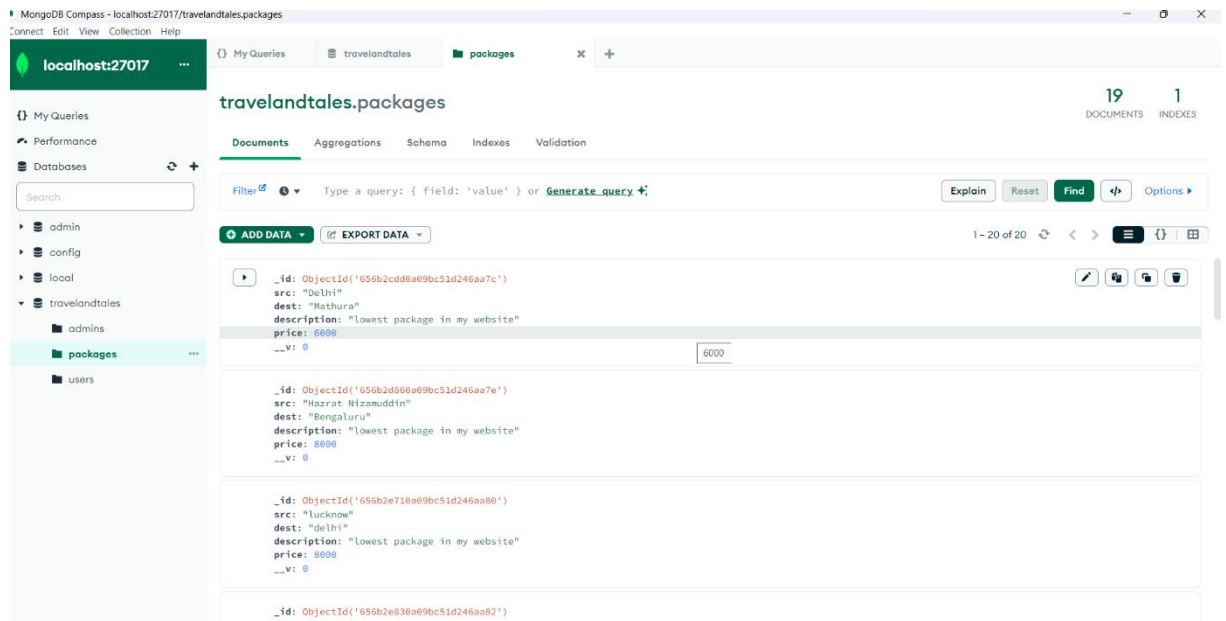 MongoDB Compass - localhost:27017/travelandtales.packages
Connect Edit View Collection Help
localhost:27017 ...
{} My Queries
travelandtales
packages
travelandtales.packages
19
DOCUMENTS
1
INDEXES
{} My Queries
Performance
Databases
Search
admin
config
local
travelandtales
admins
packages ...
users
Documents Aggregations Schema Indexes Validation
Filter Type a query: { field: 'value' } or Generate query
Explain Reset Find </> Options
ADD DATA EXPORT DATA
1 – 20 of 20
{}
_id: ObjectId('656b2cdd0a09bc51d246aa7c')
src: "Delhi"
dest: "Mathura"
description: "lowest package in my website"
price: 6000
__v: 0
6000
_id: ObjectId('656b2d860a09bc51d246aa7e')
src: "Hazrat Nizamuddin"
dest: "Bengaluru"
description: "lowest package in my website"
price: 8000
__v: 0
_id: ObjectId('656b2e710a09bc51d246aa80')
src: "lucknow"
dest: "delhi"
description: "lowest package in my website"
price: 8000
__v: 0
_id: ObjectId('656b2e830a09bc51d246aa82')